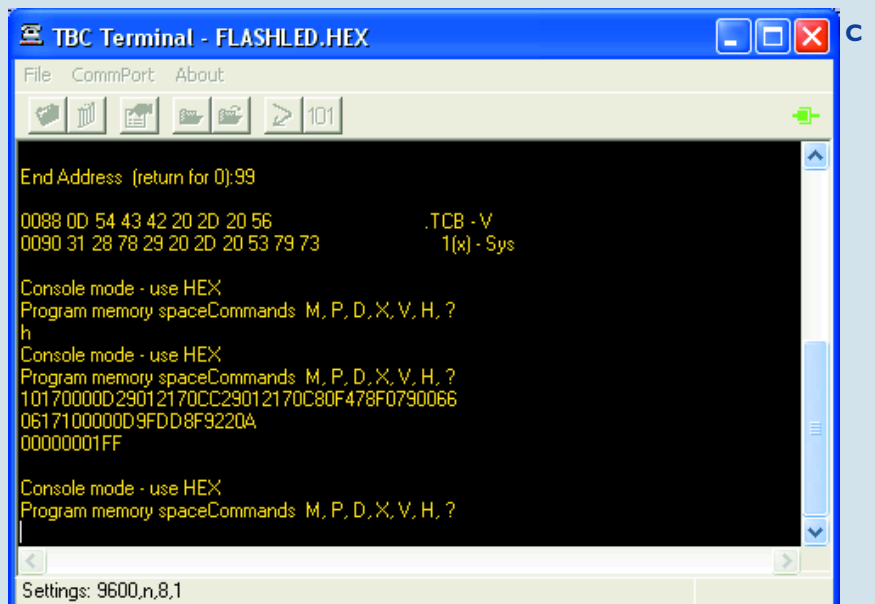 TBC Terminal - FLASHLED.HEX
C
File CommPort About
101
End Address (return for 0):99
0088 0D 54 43 42 20 2D 20 56 .TCB - V
0090 31 28 78 29 20 2D 20 53 79 73 1(x) - Sys
Console mode - use HEX
Program memory spaceCommands M, P, D, X, V, H, ?
h
Console mode - use HEX
Program memory spaceCommands M, P, D, X, V, H, ?
10170000D29012170CC29012170C80F478F0790066
0617100000D9FDD8F9220A
00000001FF
Console mode - use HEX
Program memory spaceCommands M, P, D, X, V, H, ?
Settings: 9600,n,8,1